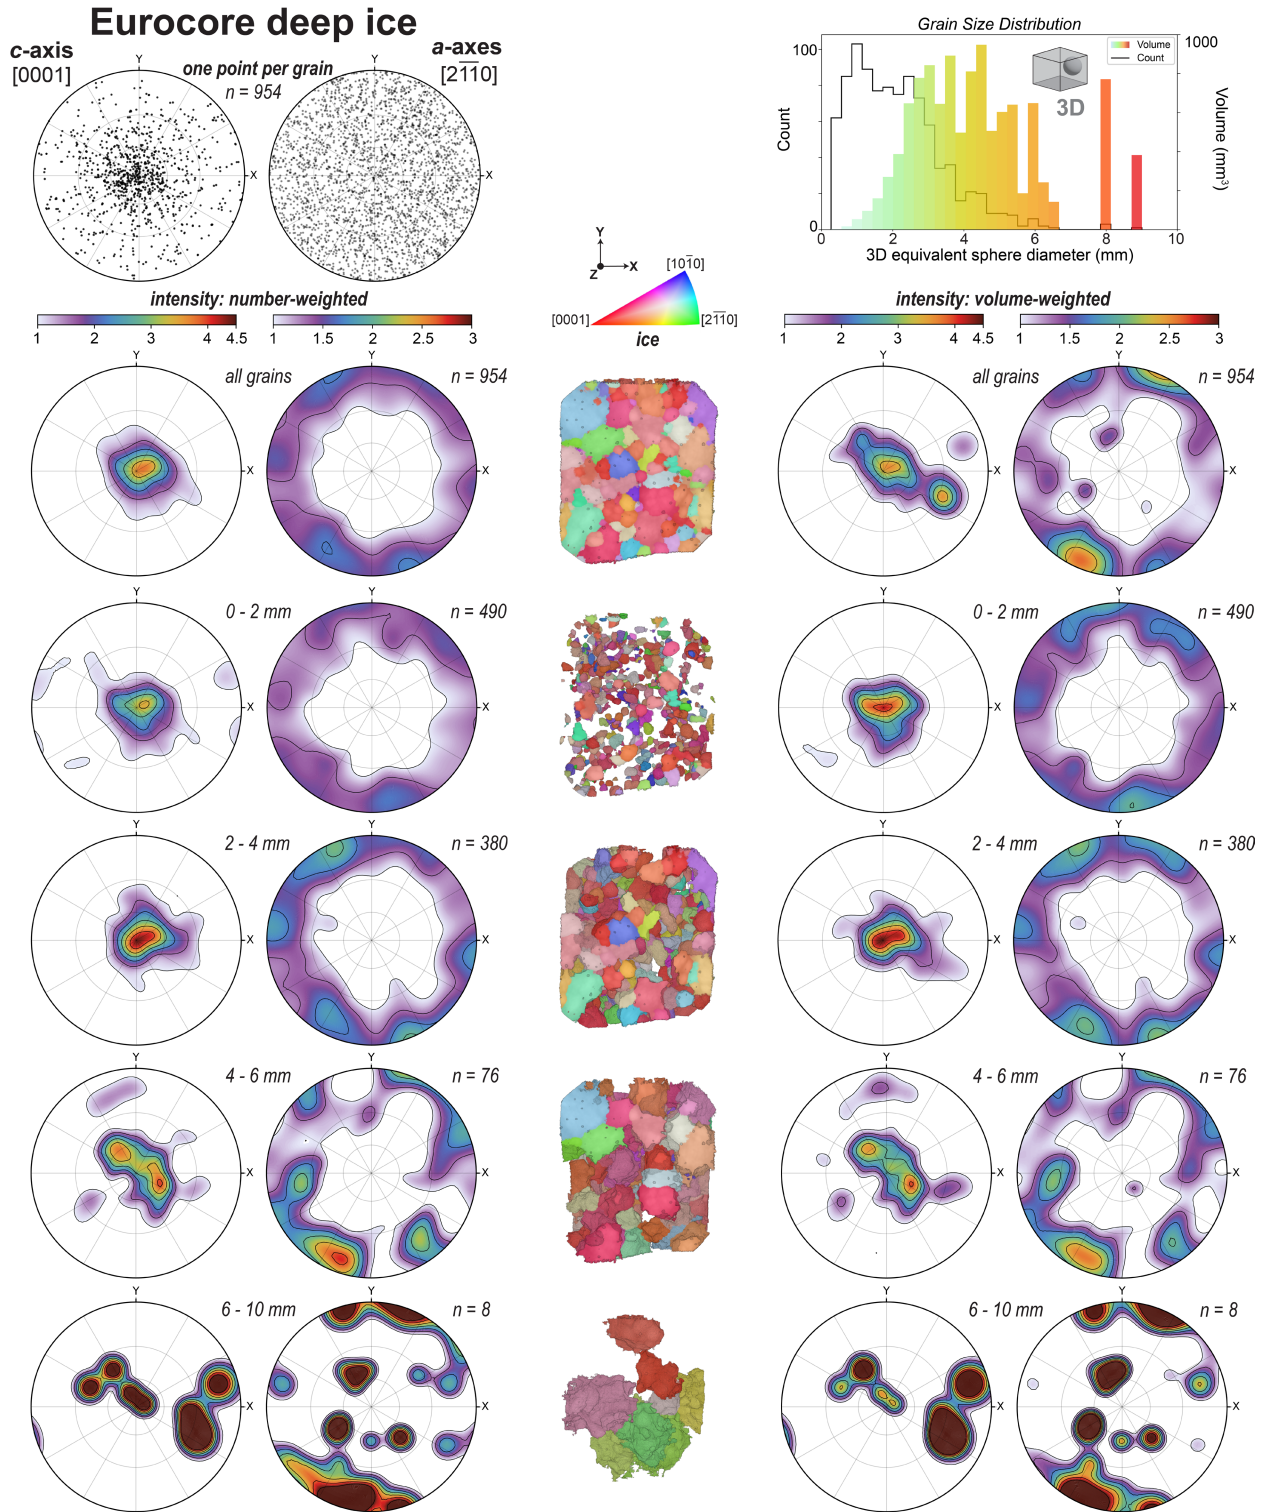 Eurocore deep ice
c-axis
[0001]
a-axes
[2110]
one point per grain
n = 954
Y
Y
X
X
Grain Size Distribution
Volume
Count
3D
100
0
Count
1000
Volume (mm³)
0 2 4 6 8 10
3D equivalent sphere diameter (mm)
Y
X
Z
[101̅0]
[0001]
[21̅1̅0]
ice
intensity: number-weighted
1 2 3 4 4.5
1 1.5 2 2.5 3
intensity: volume-weighted
1 2 3 4 4.5
1 1.5 2 2.5 3
Y Y Y Y
all grains n = 954 all grains n = 954
X X X X
Y Y Y Y
0 - 2 mm n = 490 0 - 2 mm n = 490
X X X X
Y Y Y Y
2 - 4 mm n = 380 2 - 4 mm n = 380
X X X X
Y Y Y Y
4 - 6 mm n = 76 4 - 6 mm n = 76
X X X X
Y Y Y Y
6 - 10 mm n = 8 6 - 10 mm n = 8
X X X X